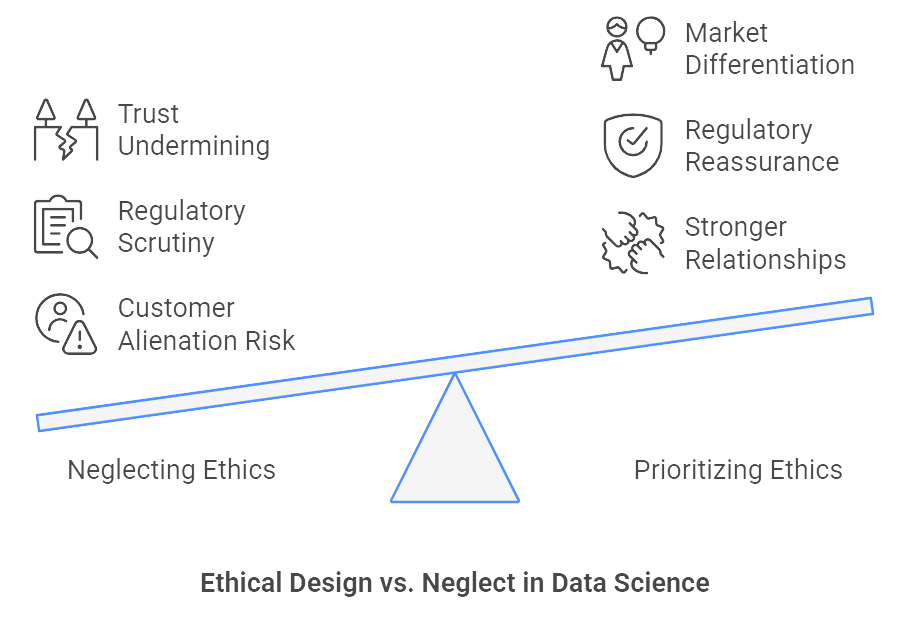 Trust
Undermining
Regulatory
Scrutiny
Customer
Alienation Risk
Market
Differentiation
Regulatory
Reassurance
Stronger
Relationships
Neglecting Ethics
Prioritizing Ethics
Ethical Design vs. Neglect in Data Science